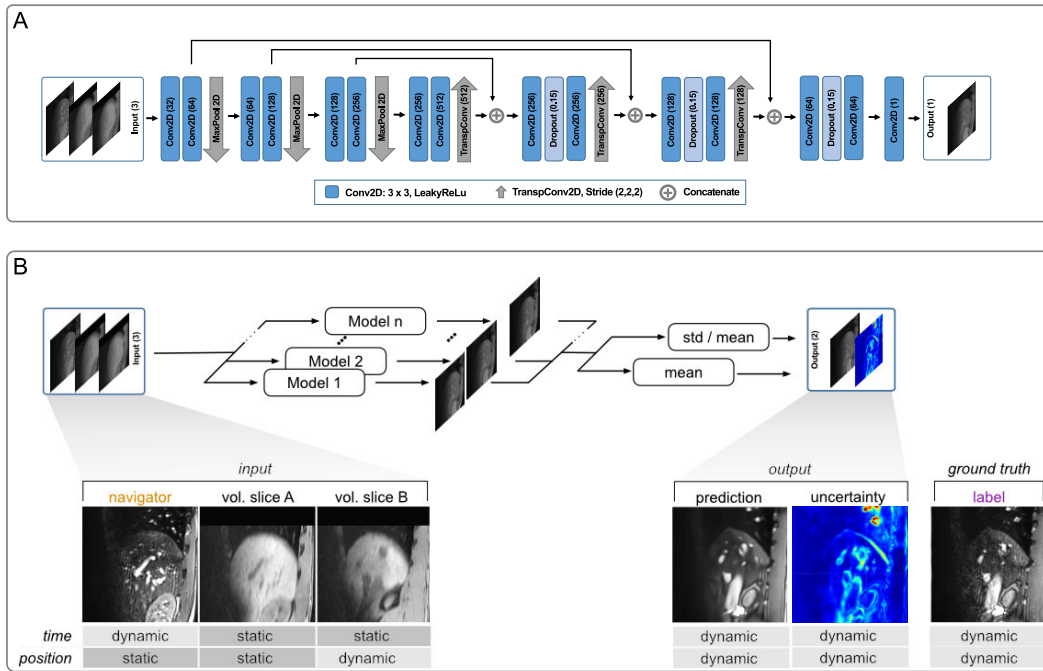 A
Input (3)
Conv2D (32)
Conv2D (64)
MaxPool 2D
Conv2D (64)
Conv2D (128)
MaxPool 2D
Conv2D (128)
Conv2D (256)
MaxPool 2D
Conv2D (256)
Conv2D (512)
TranspConv (512)
Conv2D (256)
Dropout (0,15)
Conv2D (256)
TranspConv (256)
Conv2D (128)
Dropout (0,15)
Conv2D (128)
TranspConv (128)
Conv2D (64)
Dropout (0,15)
Conv2D (64)
Conv2D (1)
Output (1)
Conv2D: 3 x 3, LeakyReLu
TranspConv2D, Stride (2,2,2)
Concatenate
B
Input (3)
Model n
Model 2
Model 1
std / mean
mean
Output (2)
input
output
ground truth
navigator
vol. slice A
vol. slice B
prediction
uncertainty
label
time dynamic static static dynamic dynamic dynamic
position static static dynamic dynamic dynamic dynamic